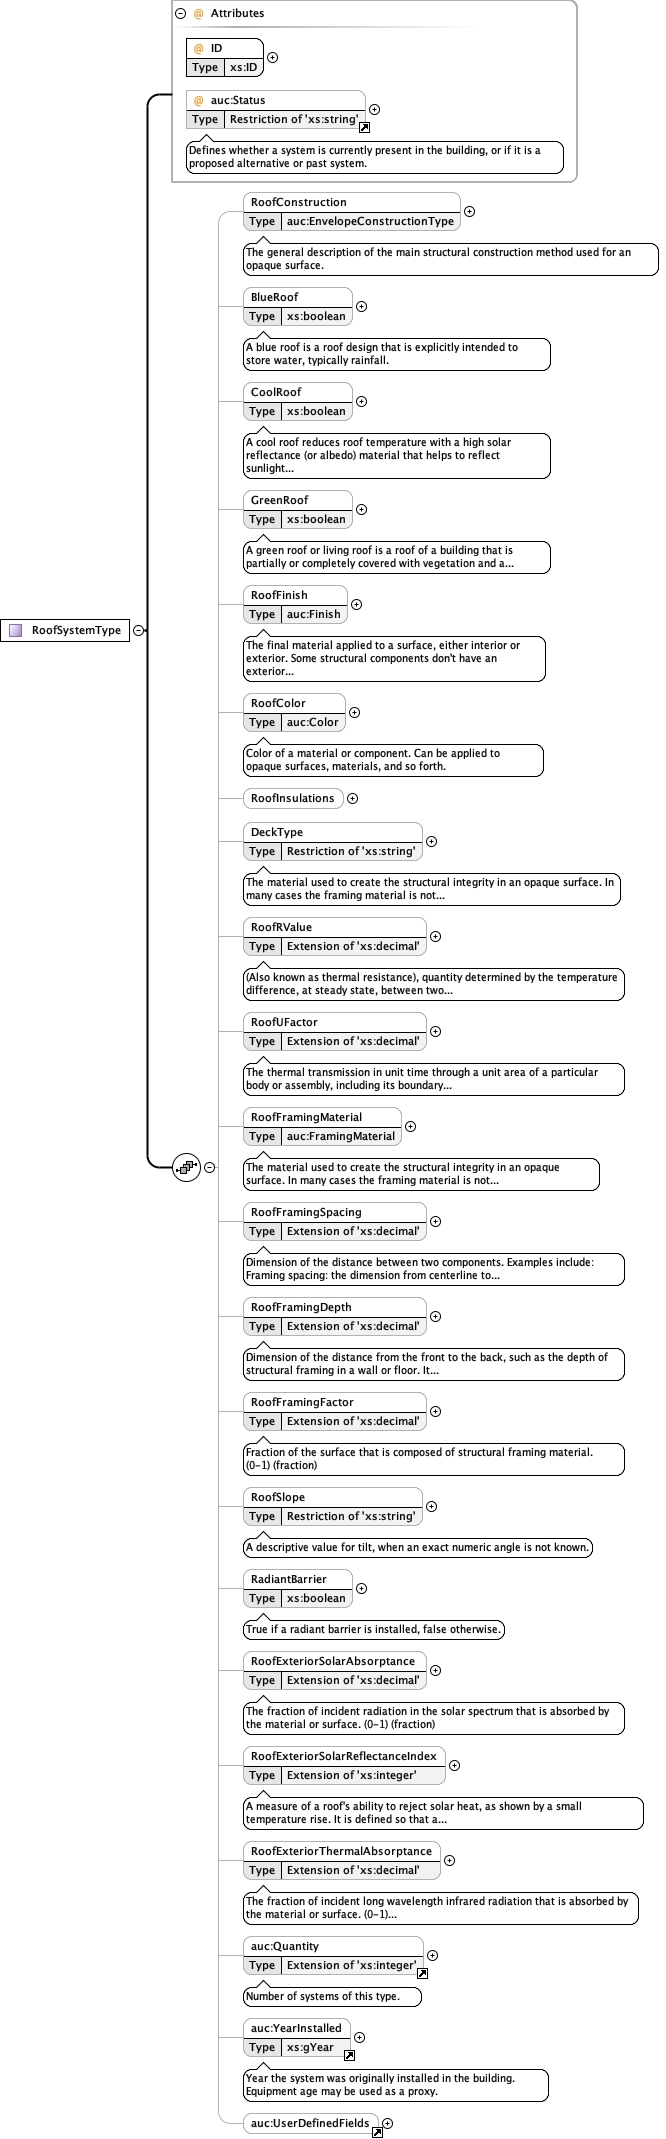 @ Attributes
@ ID
Type xs:ID
@ auc:Status
Type Restriction of 'xs:string'
Defines whether a system is currently present in the building, or if it is a
proposed alternative or past system.
RoofConstruction
Type auc:EnvelopeConstructionType
The general description of the main structural construction method used for an
opaque surface.
BlueRoof
Type xs:boolean
A blue roof is a roof design that is explicitly intended to
store water, typically rainfall.
CoolRoof
Type xs:boolean
A cool roof reduces roof temperature with a high solar
reflectance (or albedo) material that helps to reflect
sunlight...
GreenRoof
Type xs:boolean
A green roof or living roof is a roof of a building that is
partially or completely covered with vegetation and a...
RoofFinish
Type auc:Finish
RoofSystemType
The final material applied to a surface, either interior or
exterior. Some structural components don't have an
exterior...
RoofColor
Type auc:Color
Color of a material or component. Can be applied to
opaque surfaces, materials, and so forth.
RoofInsulations
DeckType
Type Restriction of 'xs:string'
The material used to create the structural integrity in an opaque surface. In
many cases the framing material is not...
RoofRValue
Type Extension of 'xs:decimal'
(Also known as thermal resistance), quantity determined by the temperature
difference, at steady state, between two...
RoofUFactor
Type Extension of 'xs:decimal'
The thermal transmission in unit time through a unit area of a particular
body or assembly, including its boundary...
RoofFramingMaterial
Type auc:FramingMaterial
The material used to create the structural integrity in an opaque
surface. In many cases the framing material is not...
RoofFramingSpacing
Type Extension of 'xs:decimal'
Dimension of the distance between two components. Examples include:
Framing spacing: the dimension from centerline to...
RoofFramingDepth
Type Extension of 'xs:decimal'
Dimension of the distance from the front to the back, such as the depth of
structural framing in a wall or floor. It...
RoofFramingFactor
Type Extension of 'xs:decimal'
Fraction of the surface that is composed of structural framing material.
(0-1) (fraction)
RoofSlope
Type Restriction of 'xs:string'
A descriptive value for tilt, when an exact numeric angle is not known.
RadiantBarrier
Type xs:boolean
True if a radiant barrier is installed, false otherwise.
RoofExteriorSolarAbsorptance
Type Extension of 'xs:decimal'
The fraction of incident radiation in the solar spectrum that is absorbed by
the material or surface. (0-1) (fraction)
RoofExteriorSolarReflectanceIndex
Type Extension of 'xs:integer'
A measure of a roof's ability to reject solar heat, as shown by a small
temperature rise. It is defined so that a...
RoofExteriorThermalAbsorptance
Type Extension of 'xs:decimal'
The fraction of incident long wavelength infrared radiation that is absorbed by
the material or surface. (0-1)...
auc:Quantity
Type Extension of 'xs:integer'
Number of systems of this type.
auc:YearInstalled
Type xs:gYear
Year the system was originally installed in the building.
Equipment age may be used as a proxy.
auc:UserDefinedFields